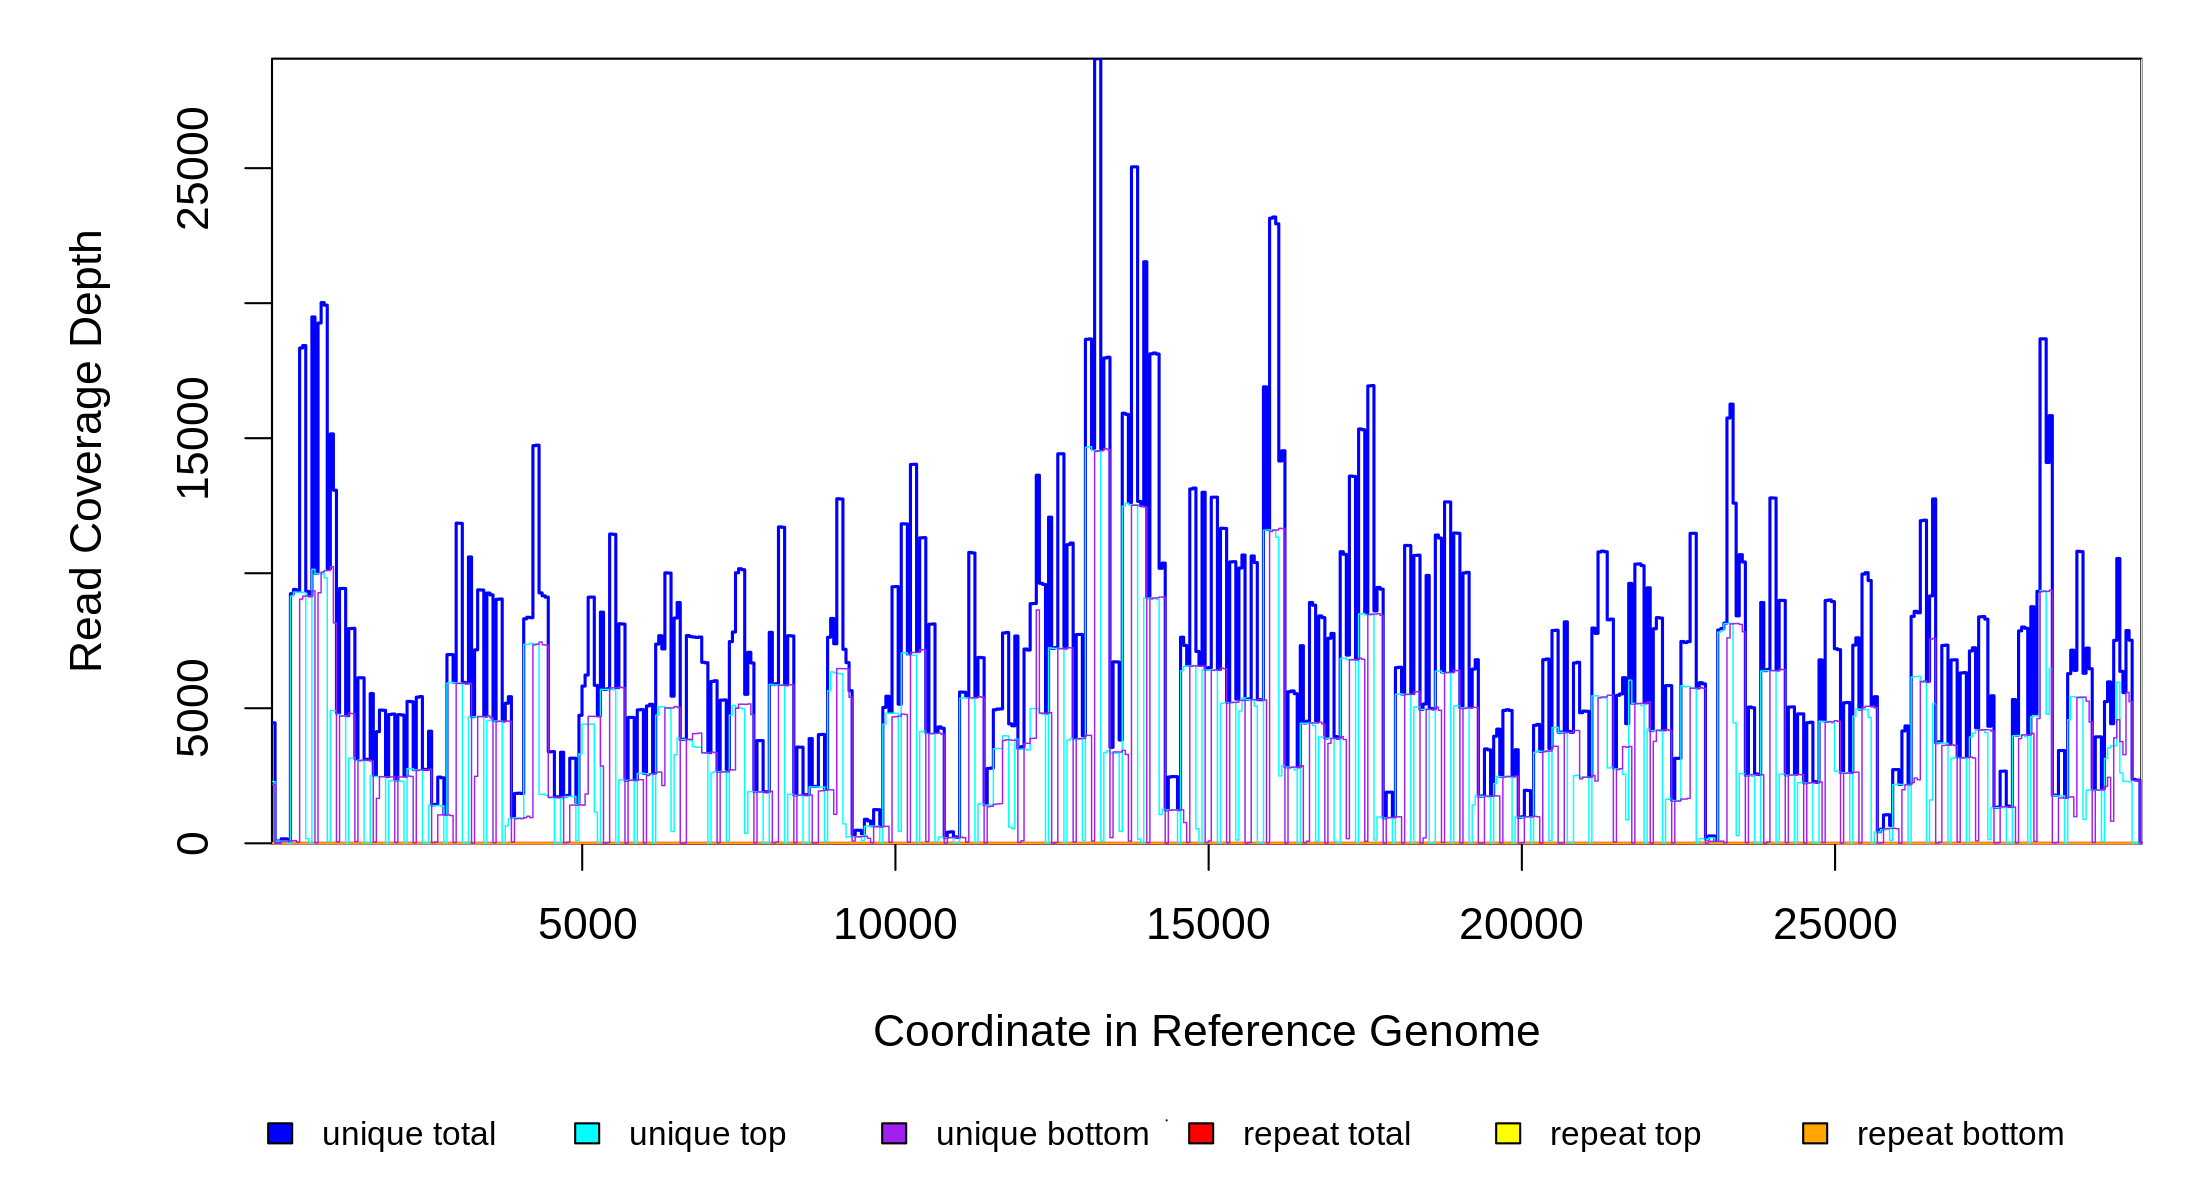 Read Coverage Depth
25000
15000
5000
0
5000 10000 15000 20000 25000
Coordinate in Reference Genome
unique total unique top unique bottom repeat total repeat top repeat bottom